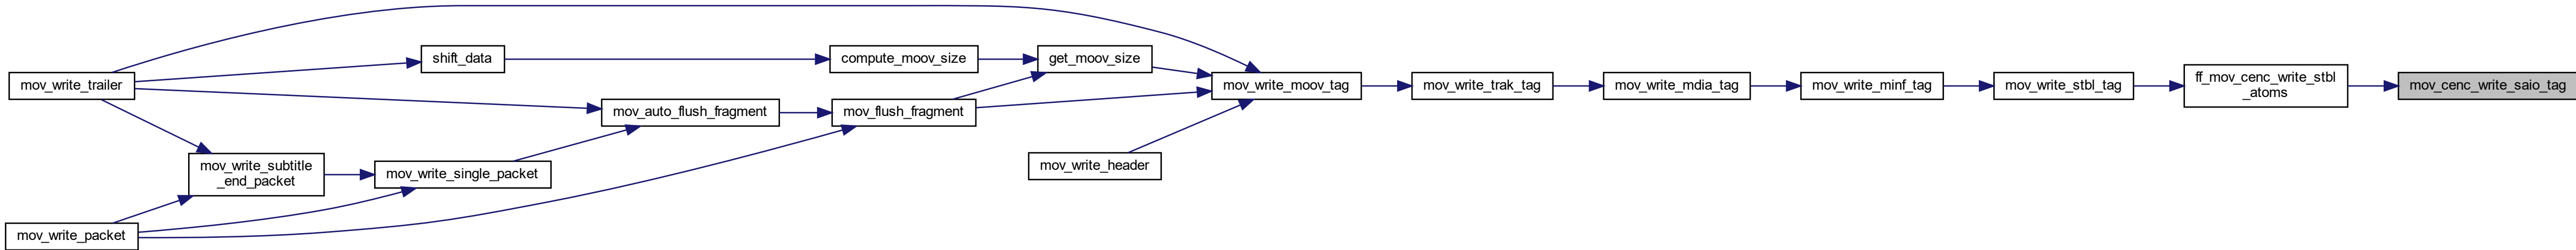 mov_write_trailer
shift_data
compute_moov_size
get_moov_size
mov_write_moov_tag
mov_write_trak_tag
mov_write_mdia_tag
mov_write_minf_tag
mov_write_stbl_tag
ff_mov_cenc_write_stbl
_atoms
mov_cenc_write_saio_tag
mov_auto_flush_fragment
mov_flush_fragment
mov_write_subtitle
_end_packet
mov_write_single_packet
mov_write_header
mov_write_packet